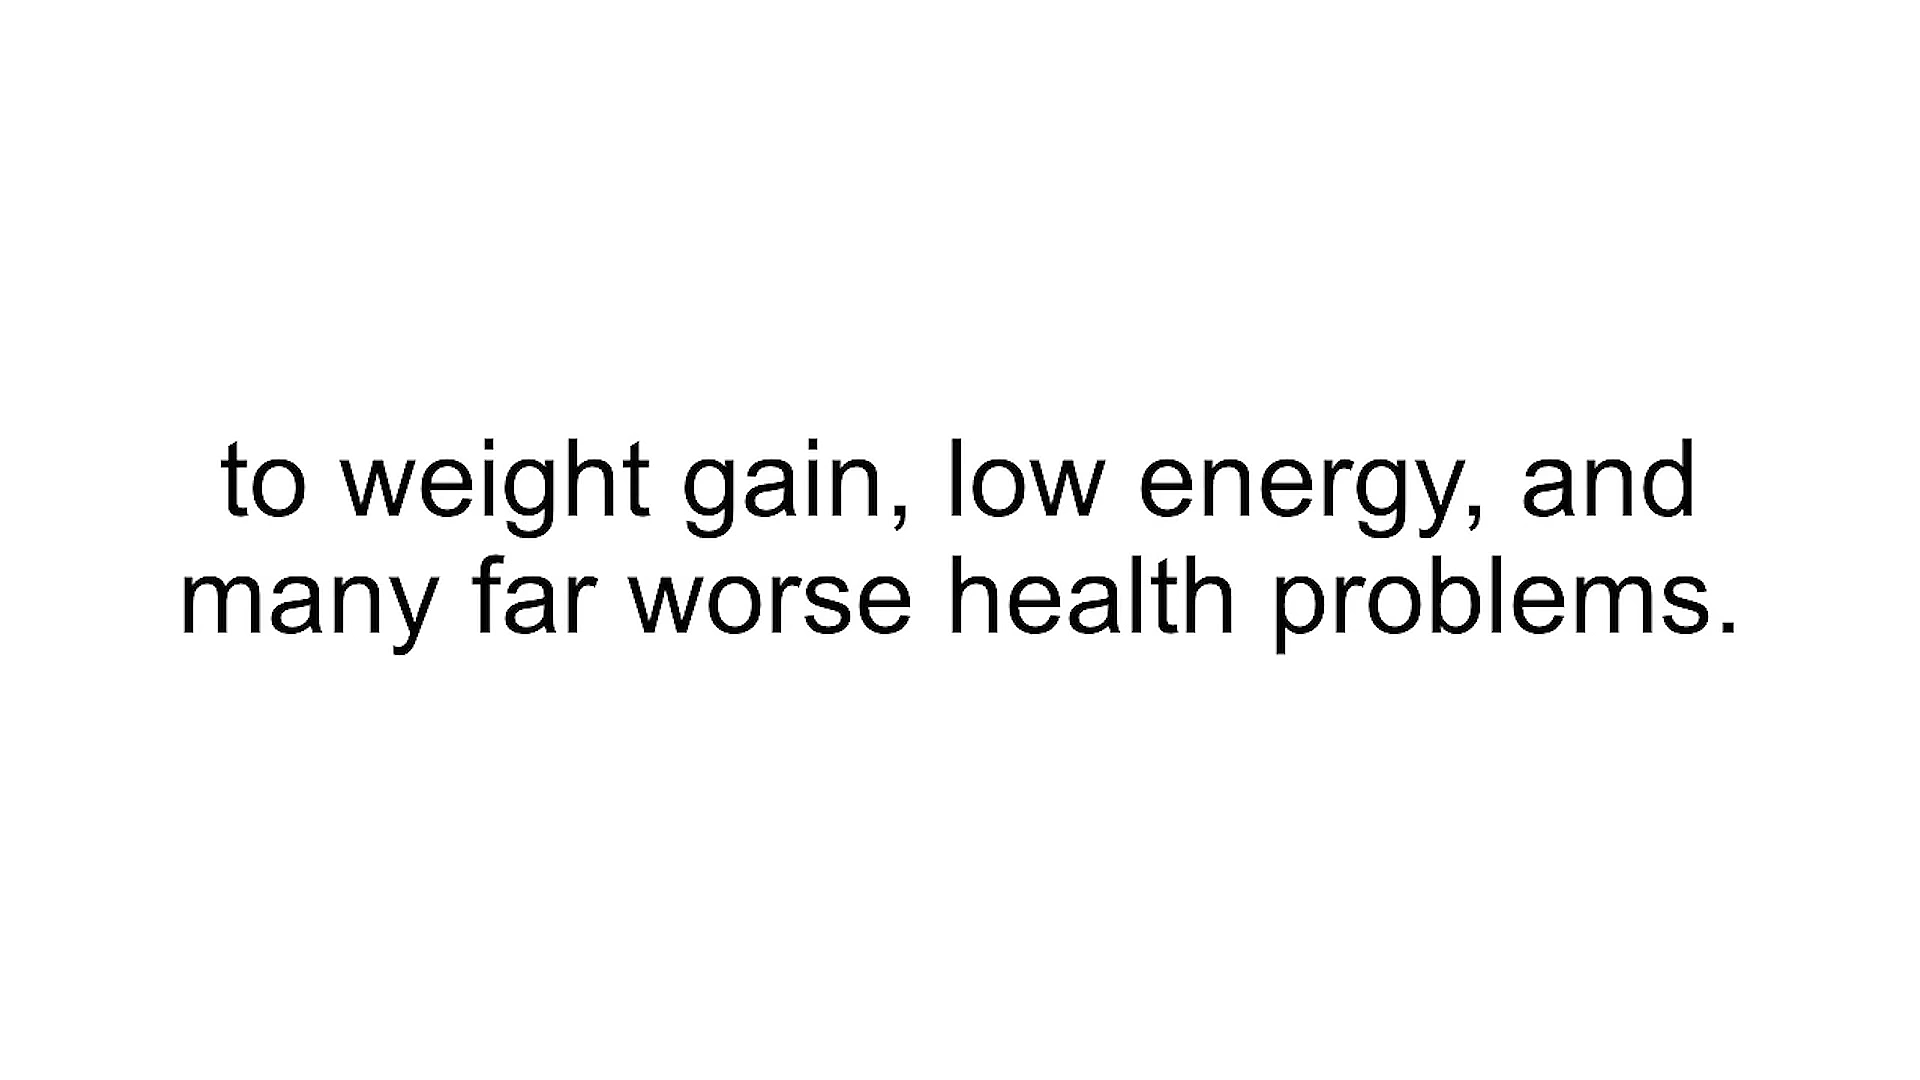 to weight gain, low energy, and
many far worse health problems.